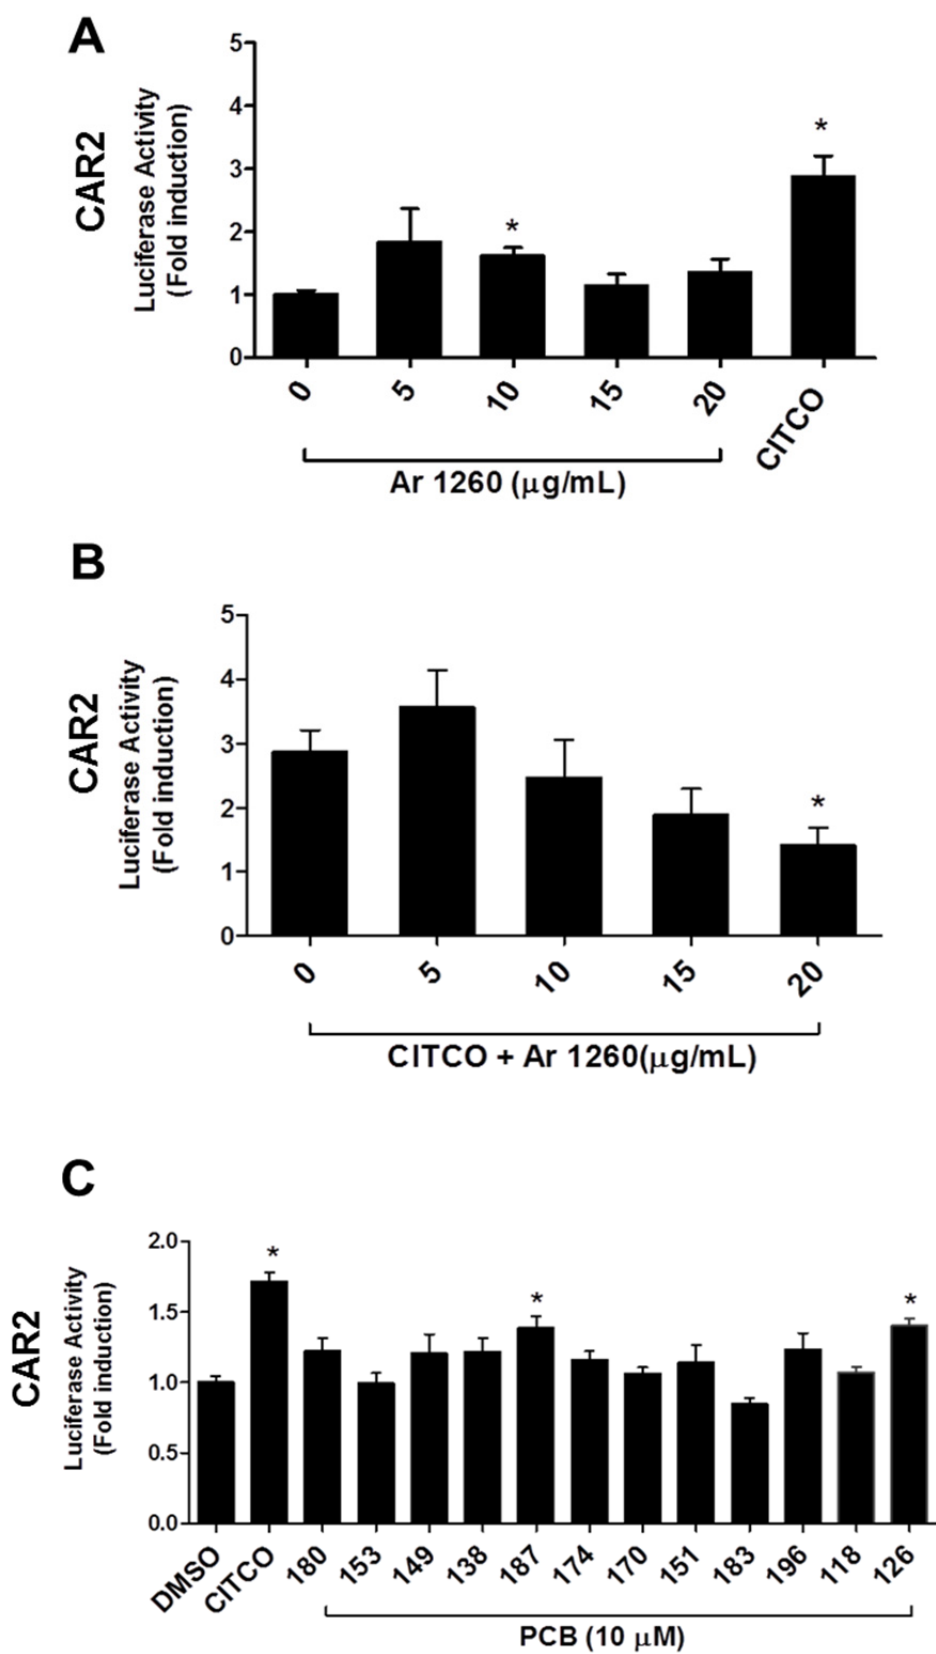 A
CAR2
Luciferase Activity
(Fold induction)
5
4
3
2
1
0
*
*
0 5 10 15 20 CITCO
Ar 1260 (μg/mL)
B
CAR2
Luciferase Activity
(Fold induction)
5
4
3
2
1
0
*
0 5 10 15 20
CITCO + Ar 1260(μg/mL)
C
CAR2
Luciferase Activity
(Fold induction)
2.0
1.5
1.0
0.5
0.0
*
*
*
DMSO CITCO 180 153 149 138 187 174 170 151 183 196 118 126
PCB (10 μM)